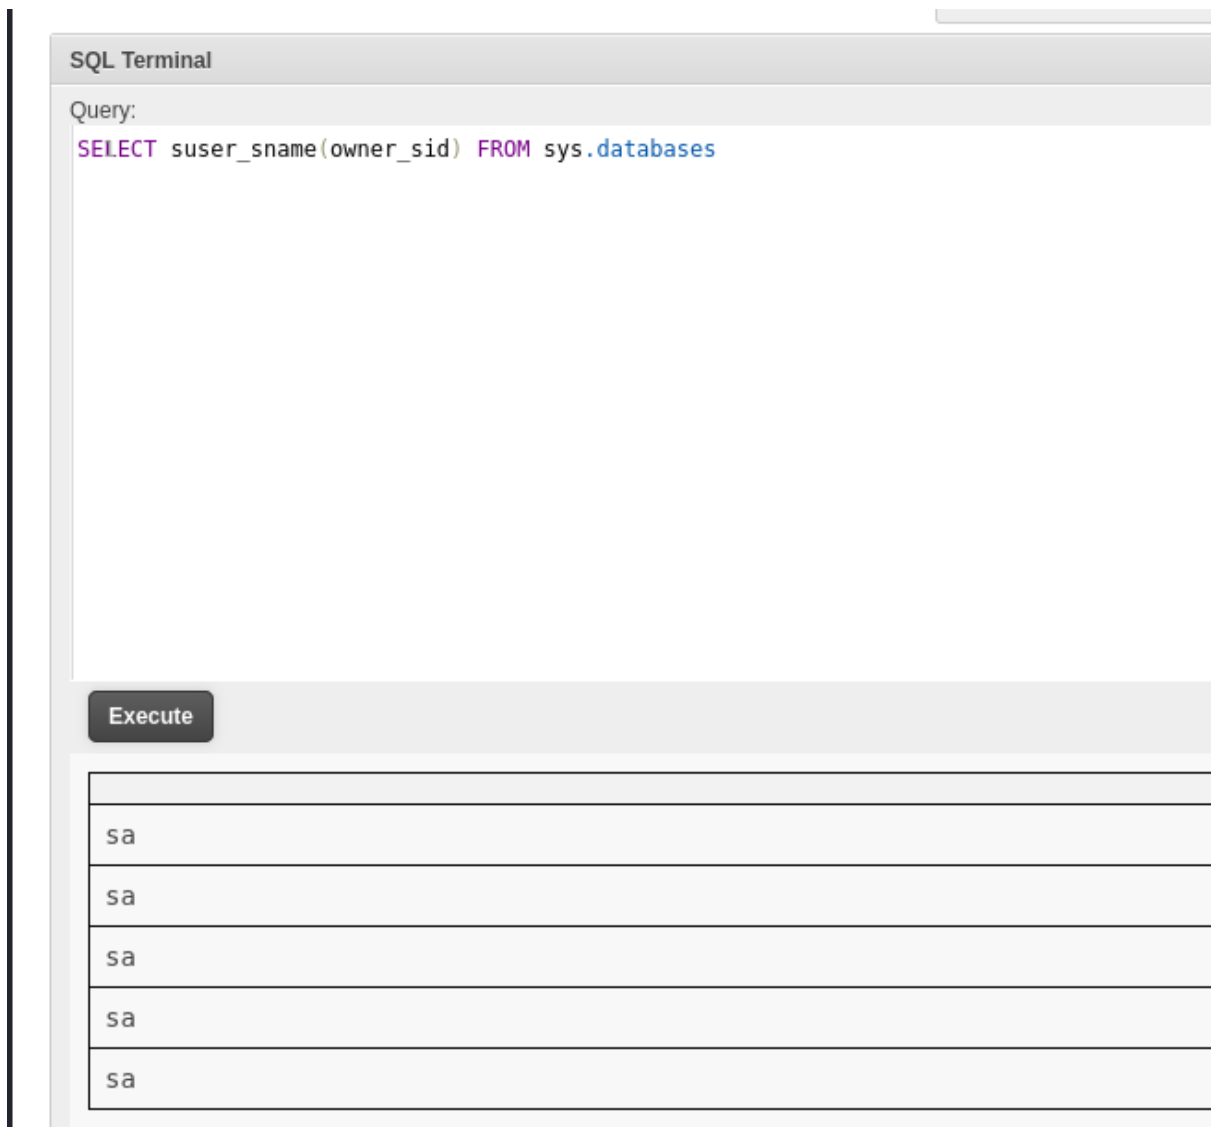 SQL Terminal
Query:
SELECT suser_sname(owner_sid) FROM sys.databases
Execute
sa
sa
sa
sa
sa